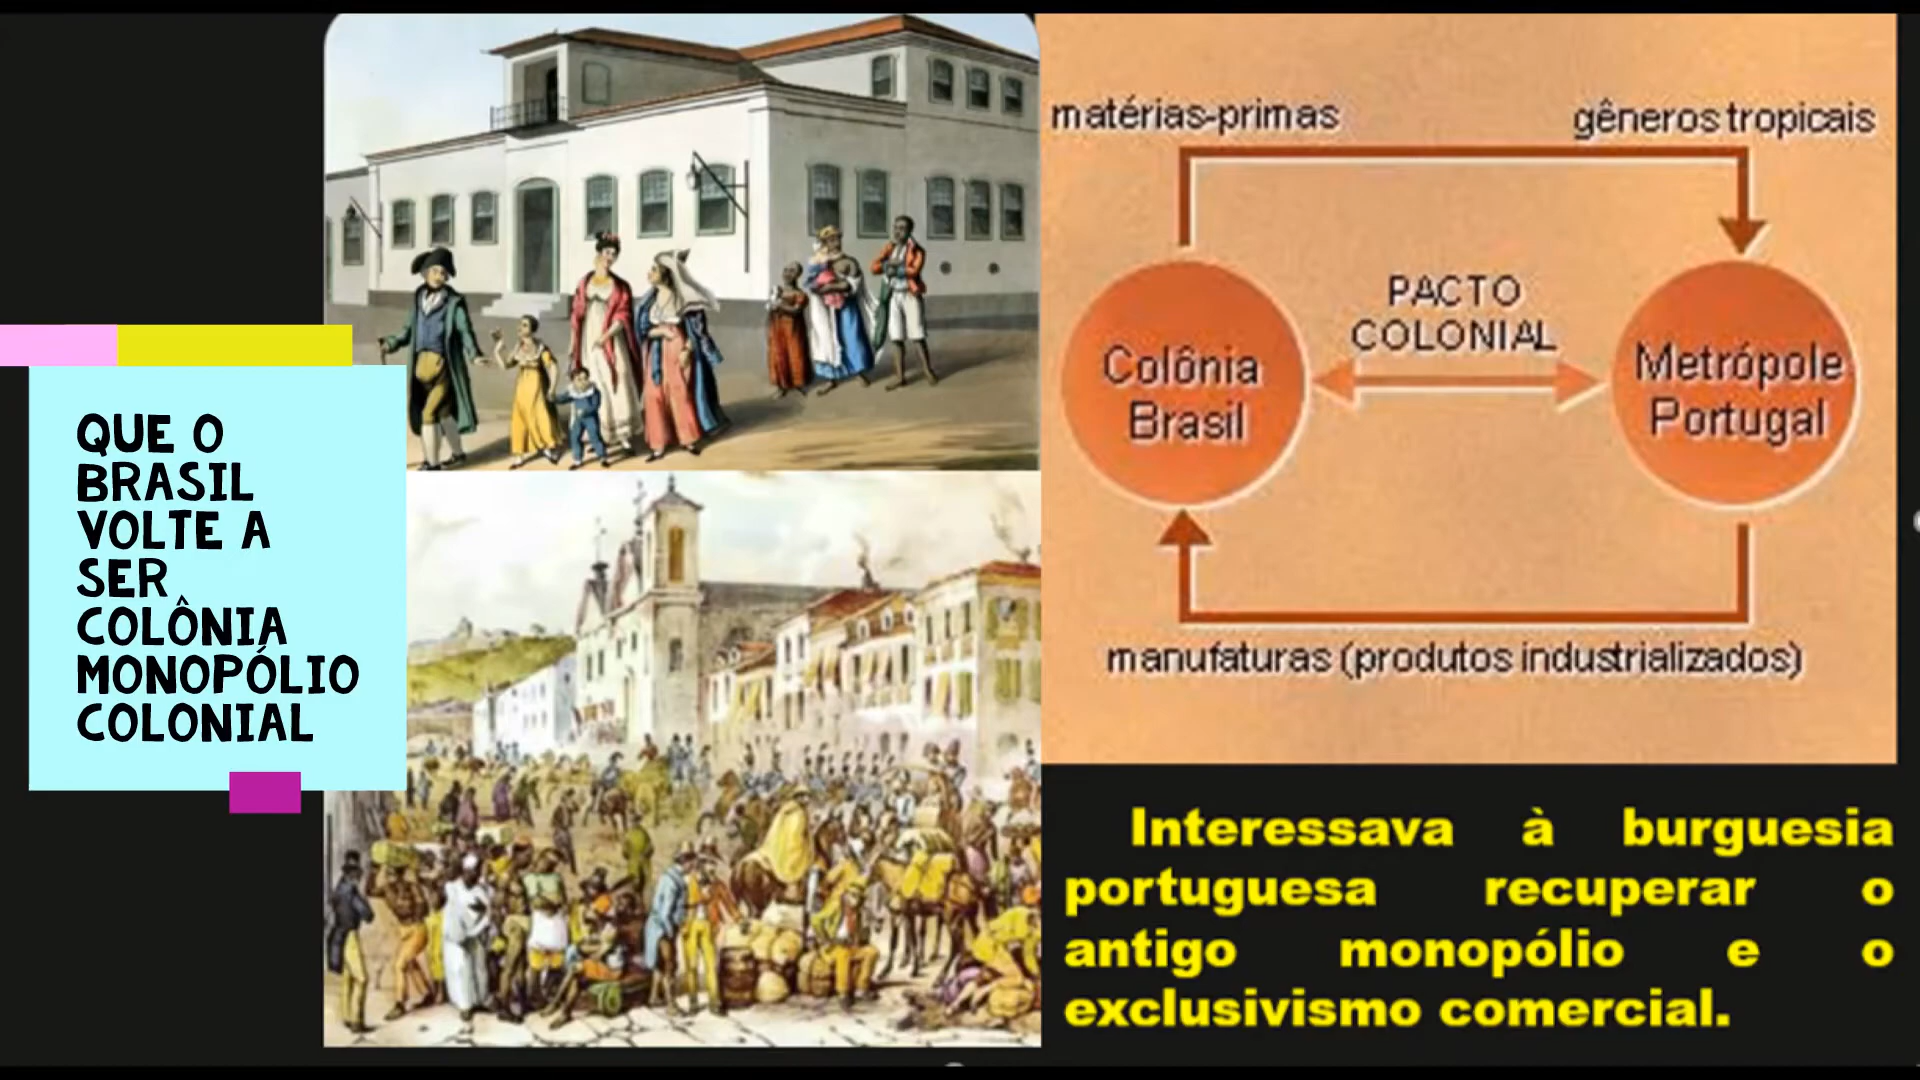 QUE O
BRASIL
VOLTE A
SER
COLÔNIA
MONOPÓLIO
COLONIAL
matérias-primas
gêneros tropicais
PACTO
COLONIAL
Colônia
Brasil
Metrópole
Portugal
manufaturas (produtos industrializados)
Interessava à burguesia
portuguesa recuperar o
antigo monopólio e o
exclusivismo comercial.